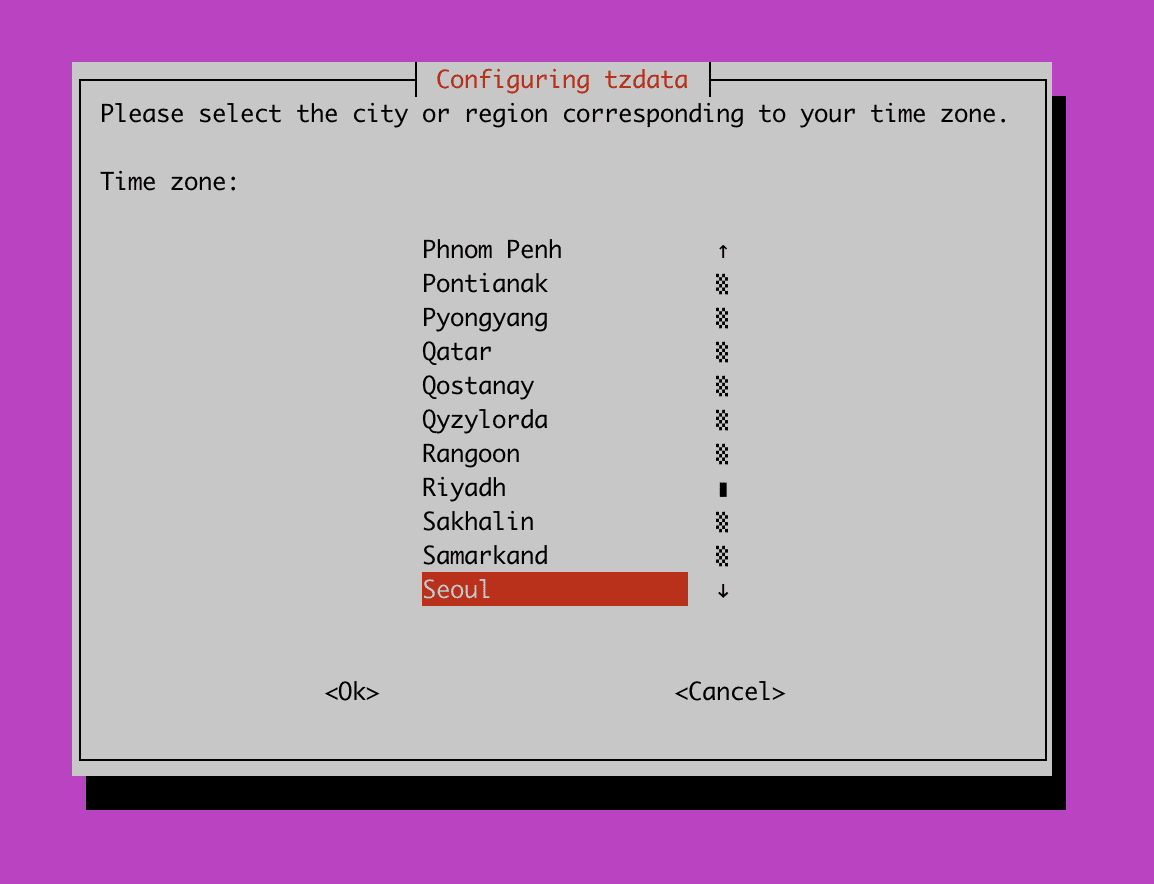 Configuring tzdata
Please select the city or region corresponding to your time zone.
Time zone:
Phnom Penh
Pontianak
Pyongyang
Qatar
Qostanay
Qyzylorda
Rangoon
Riyadh
Sakhalin
Samarkand
Seoul
<Ok> <Cancel>